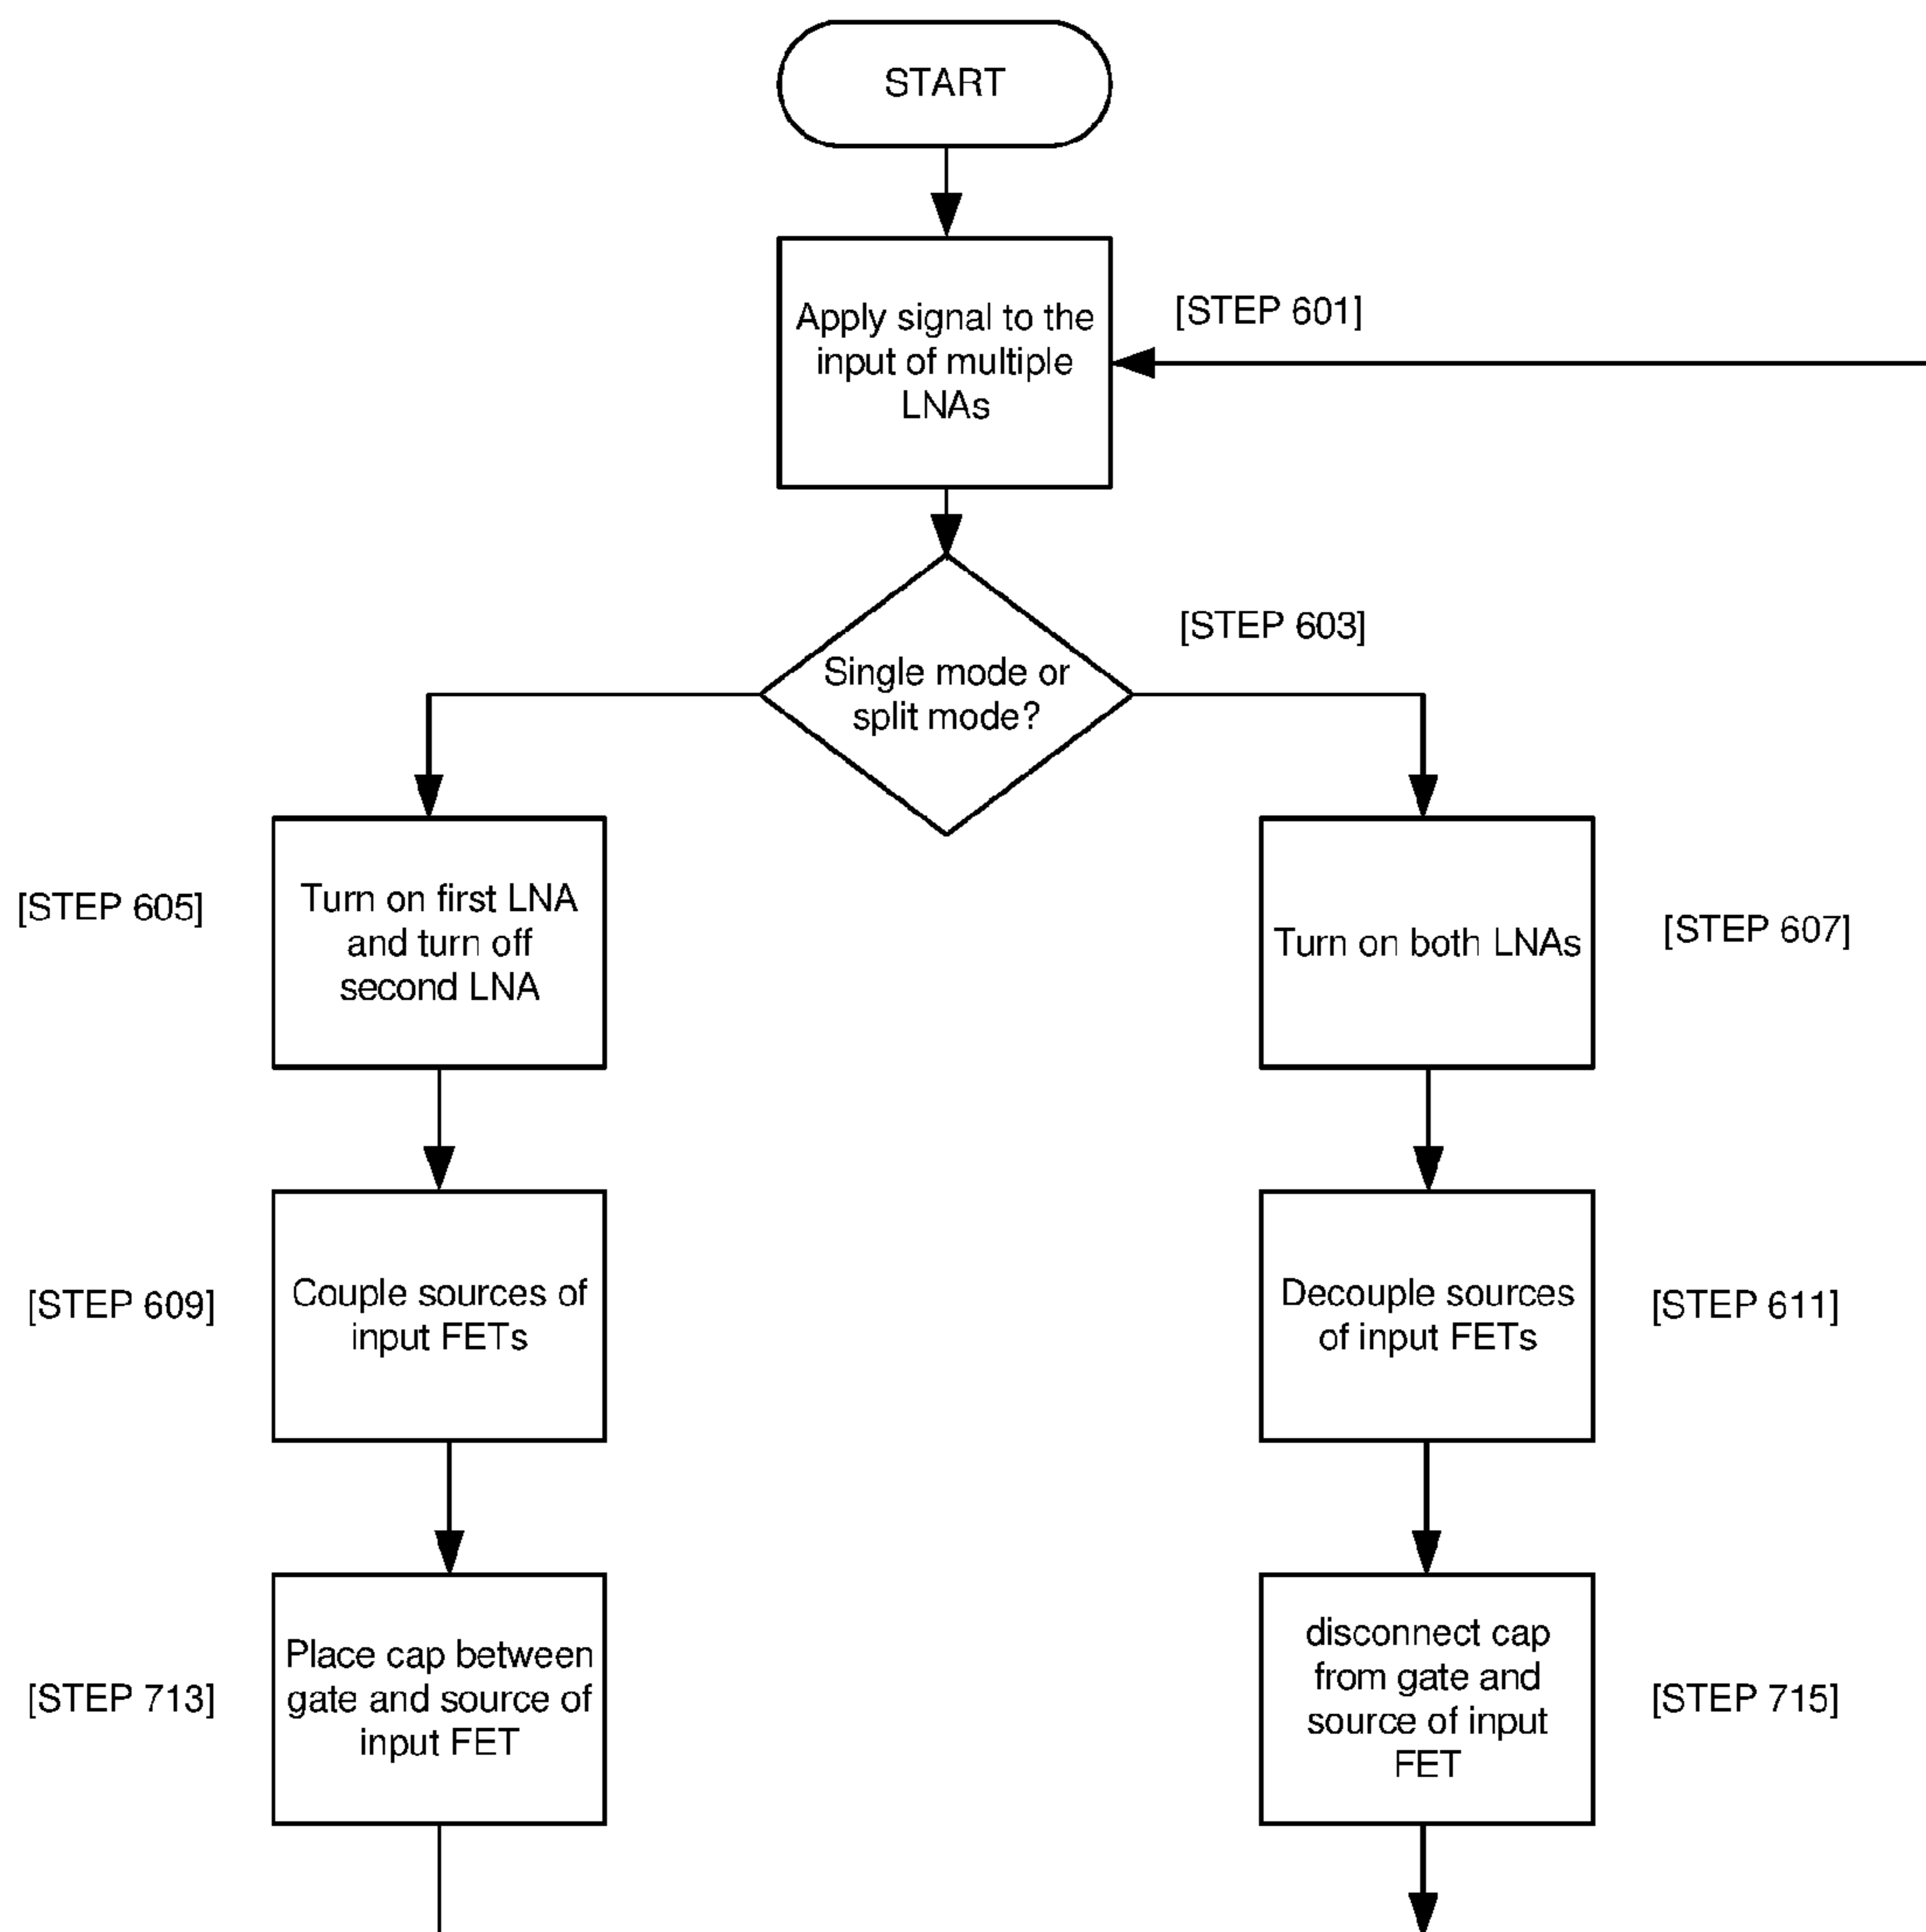 START
Apply signal to the
input of multiple
LNAs
[STEP 601]
Single mode or
split mode?
[STEP 603]
[STEP 605]
Turn on first LNA
and turn off
second LNA
Turn on both LNAs
[STEP 607]
[STEP 609]
Couple sources of
input FETs
Decouple sources
of input FETs
[STEP 611]
[STEP 713]
Place cap between
gate and source of
input FET
disconnect cap
from gate and
source of input
FET
[STEP 715]